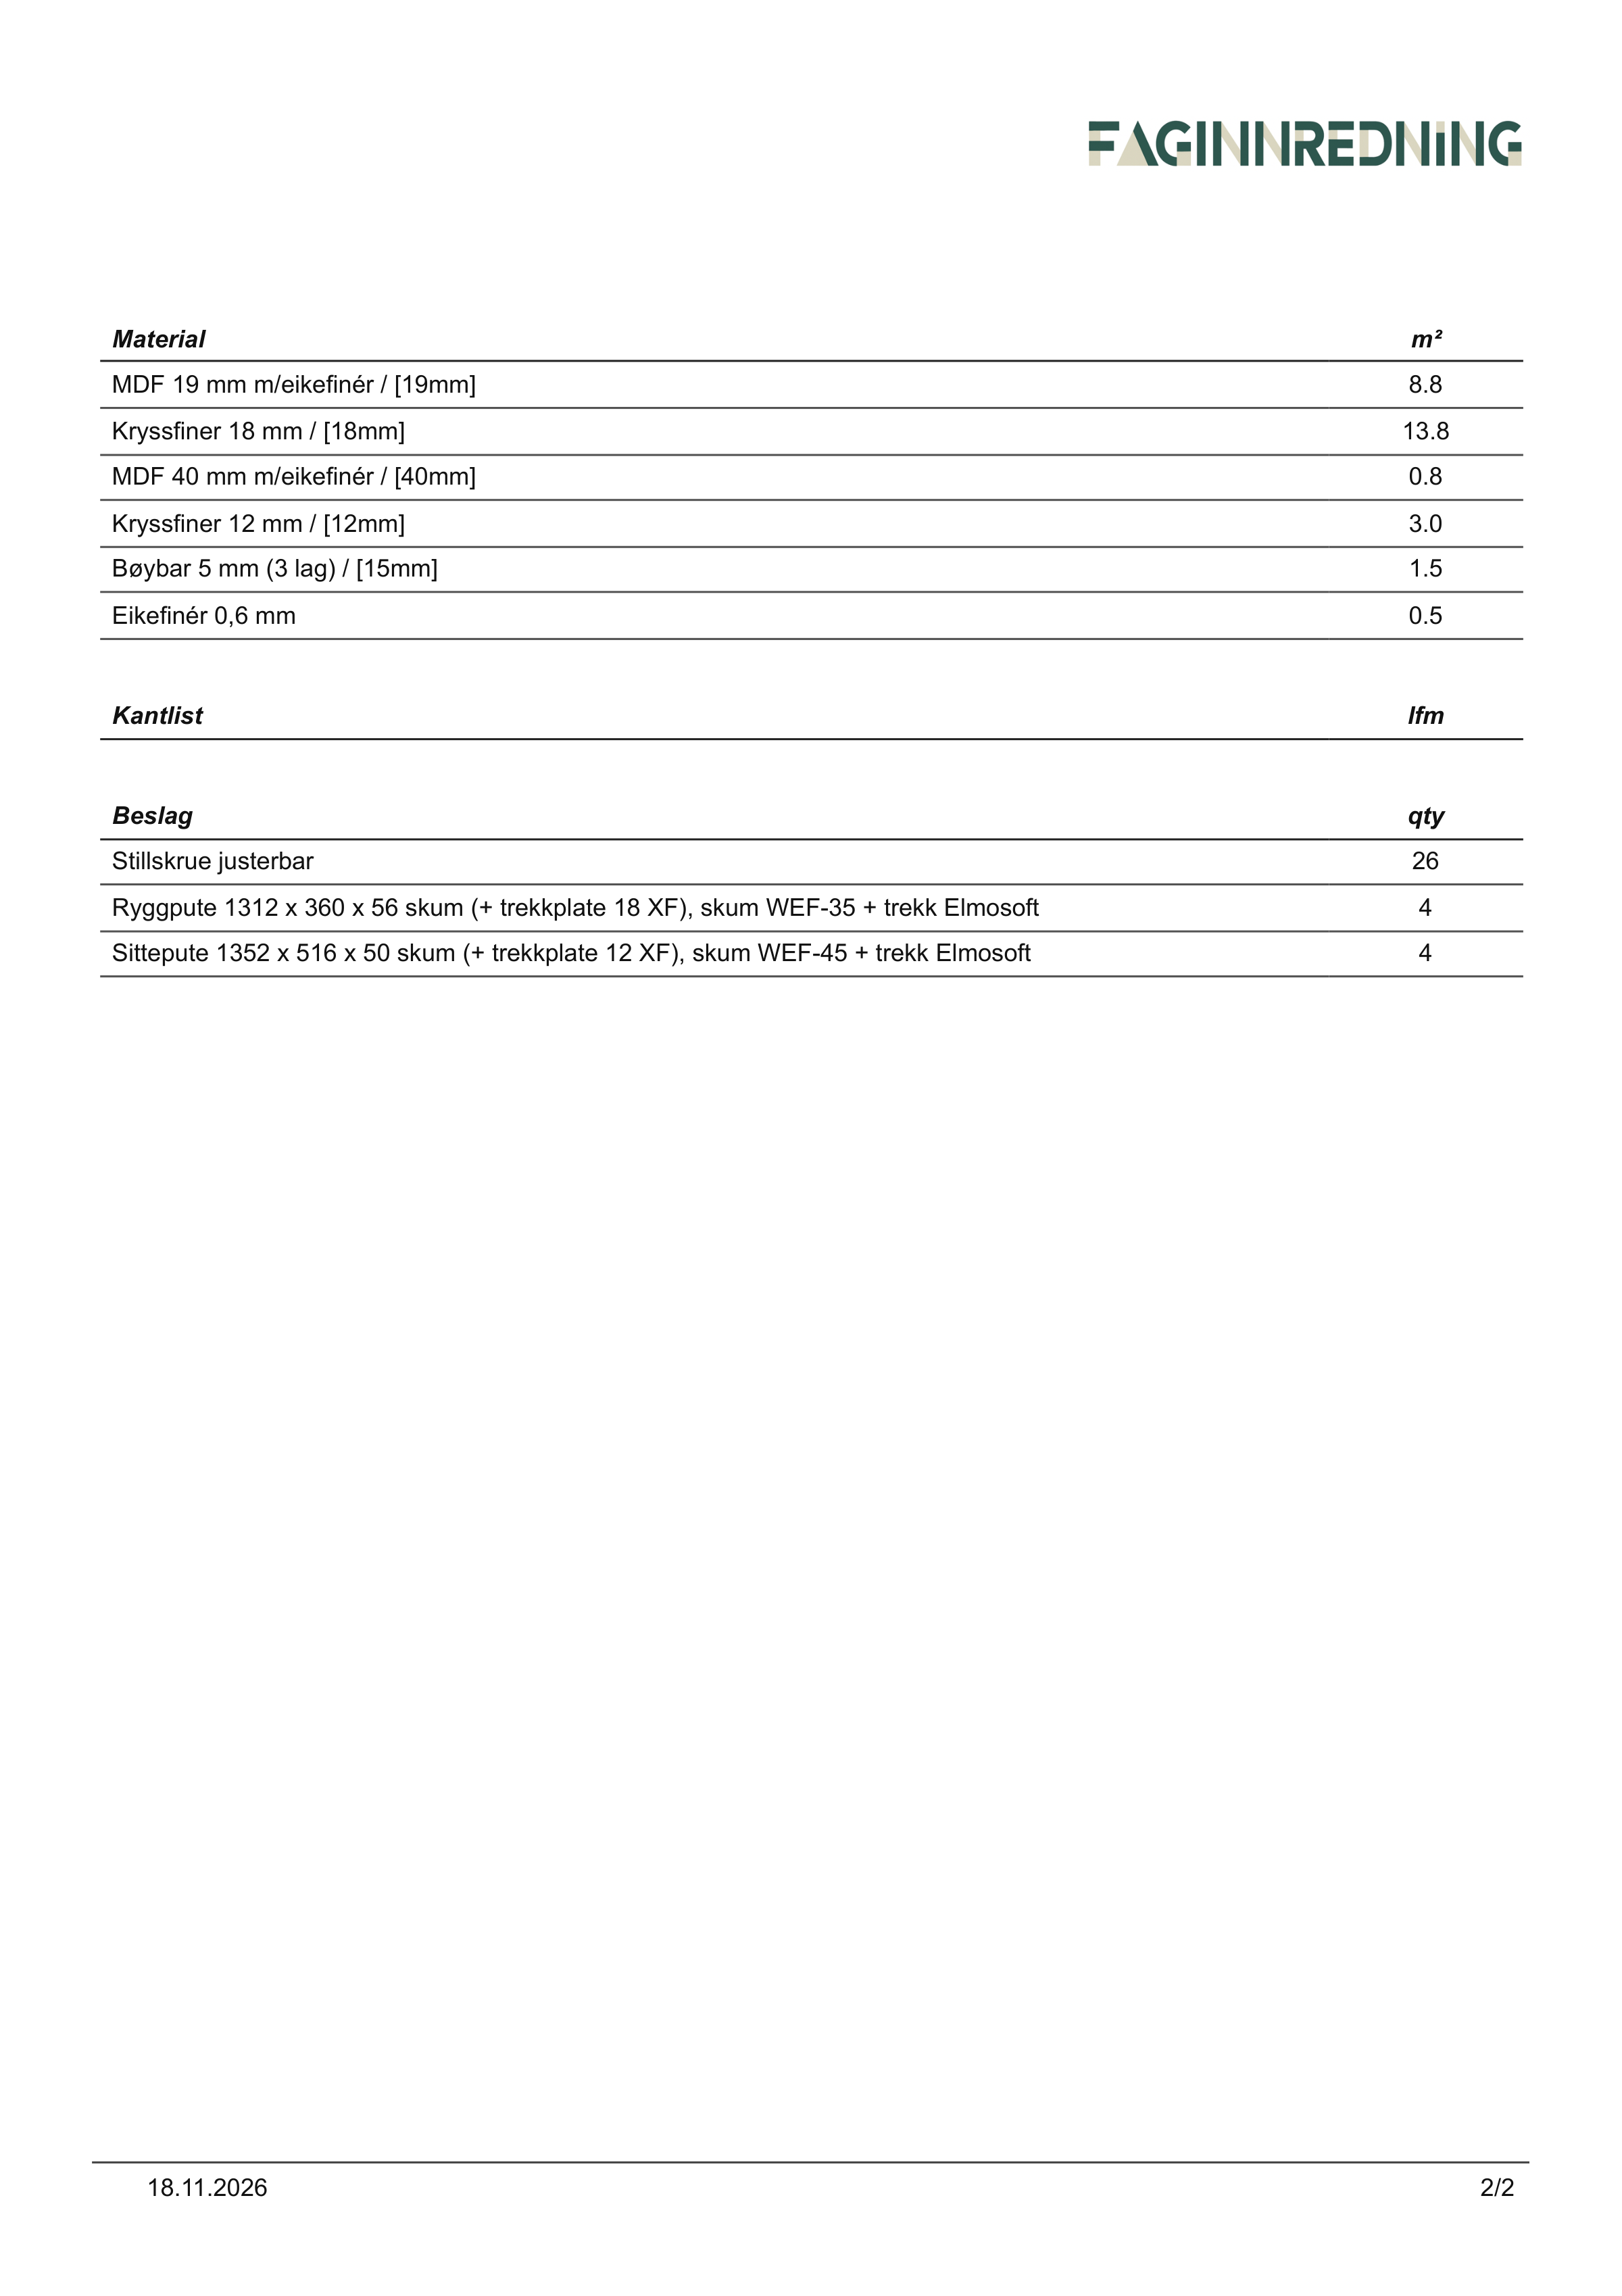 FAGINNREDNING
Material m²
MDF 19 mm m/eikefinér / [19mm] 8.8
Kryssfiner 18 mm / [18mm] 13.8
MDF 40 mm m/eikefinér / [40mm] 0.8
Kryssfiner 12 mm / [12mm] 3.0
Bøybar 5 mm (3 lag) / [15mm] 1.5
Eikefinér 0,6 mm 0.5
Kantlist lfm
Beslag qty
Stillskrue justerbar 26
Ryggpute 1312 x 360 x 56 skum (+ trekkplate 18 XF), skum WEF-35 + trekk Elmosoft 4
Sittepute 1352 x 516 x 50 skum (+ trekkplate 12 XF), skum WEF-45 + trekk Elmosoft 4
18.11.2026 2/2